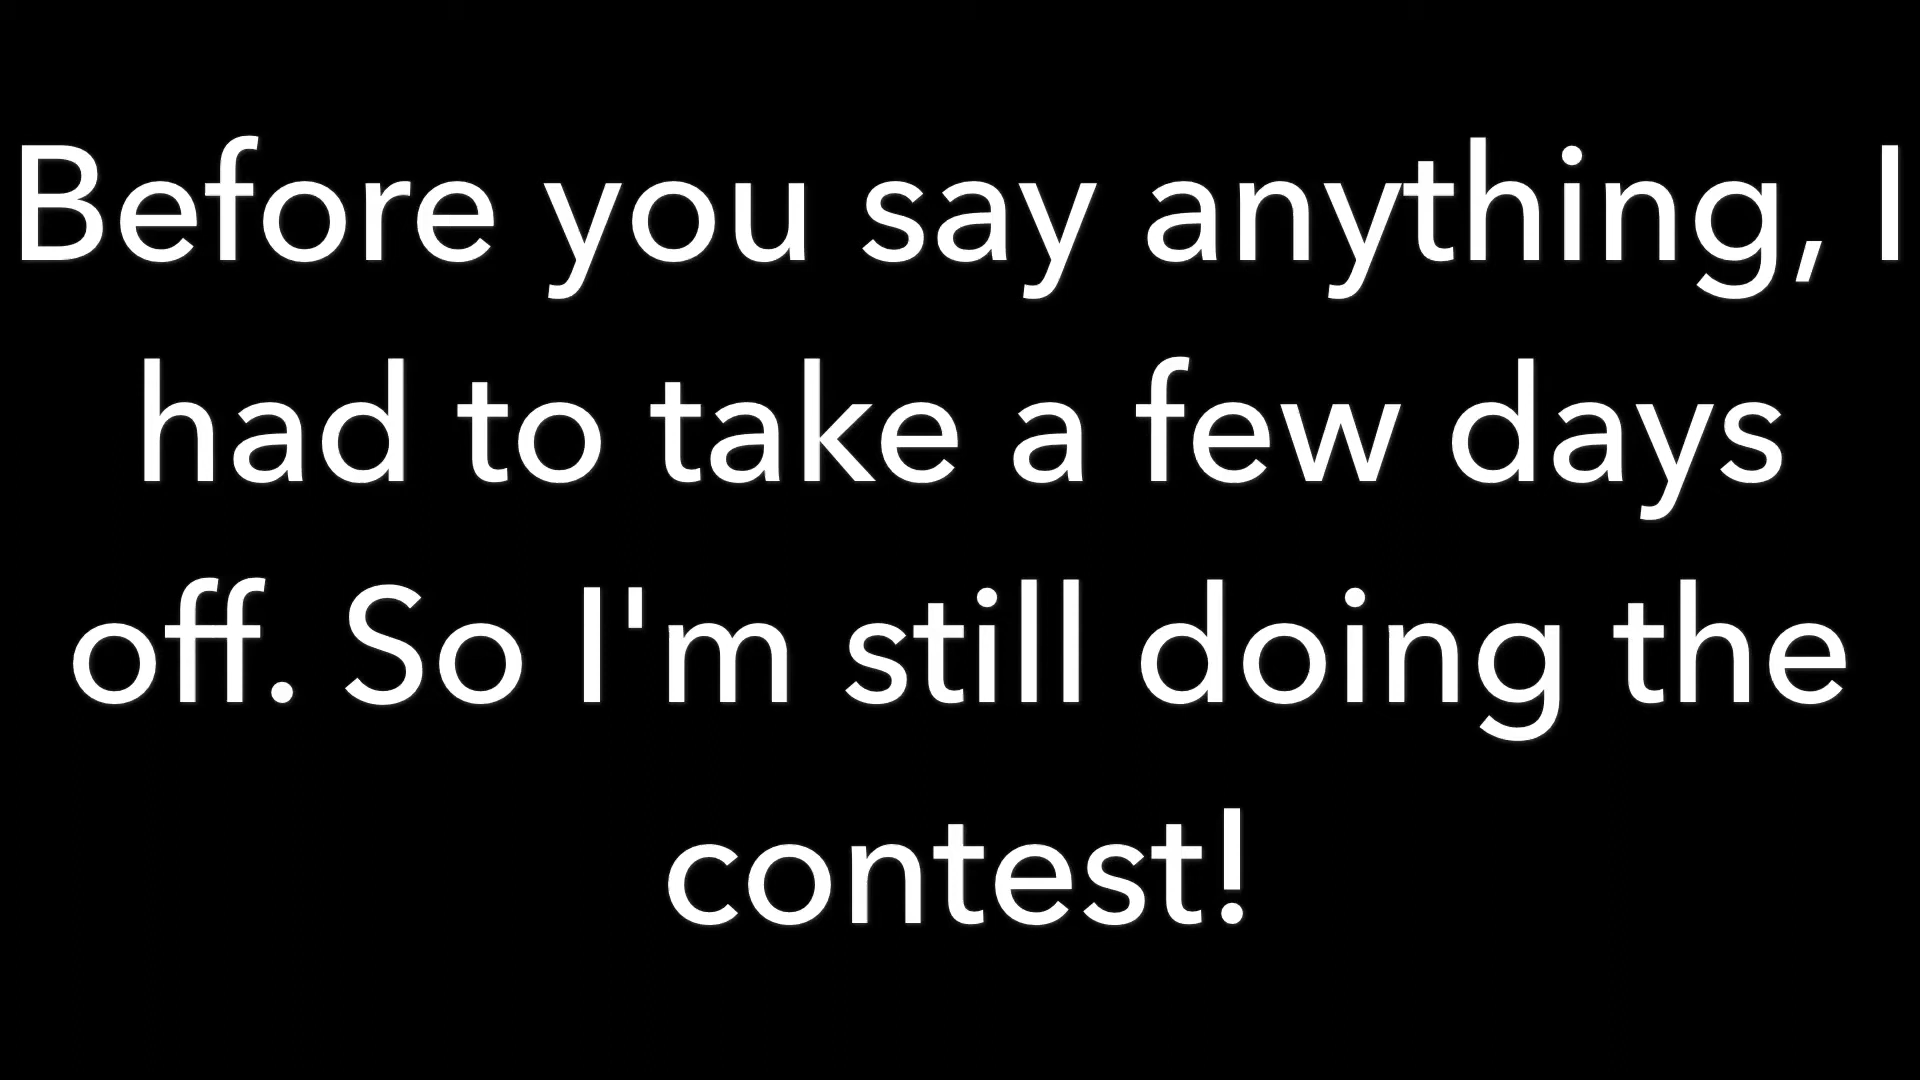 Before you say anything, I
had to take a few days
off. So I'm still doing the
contest!